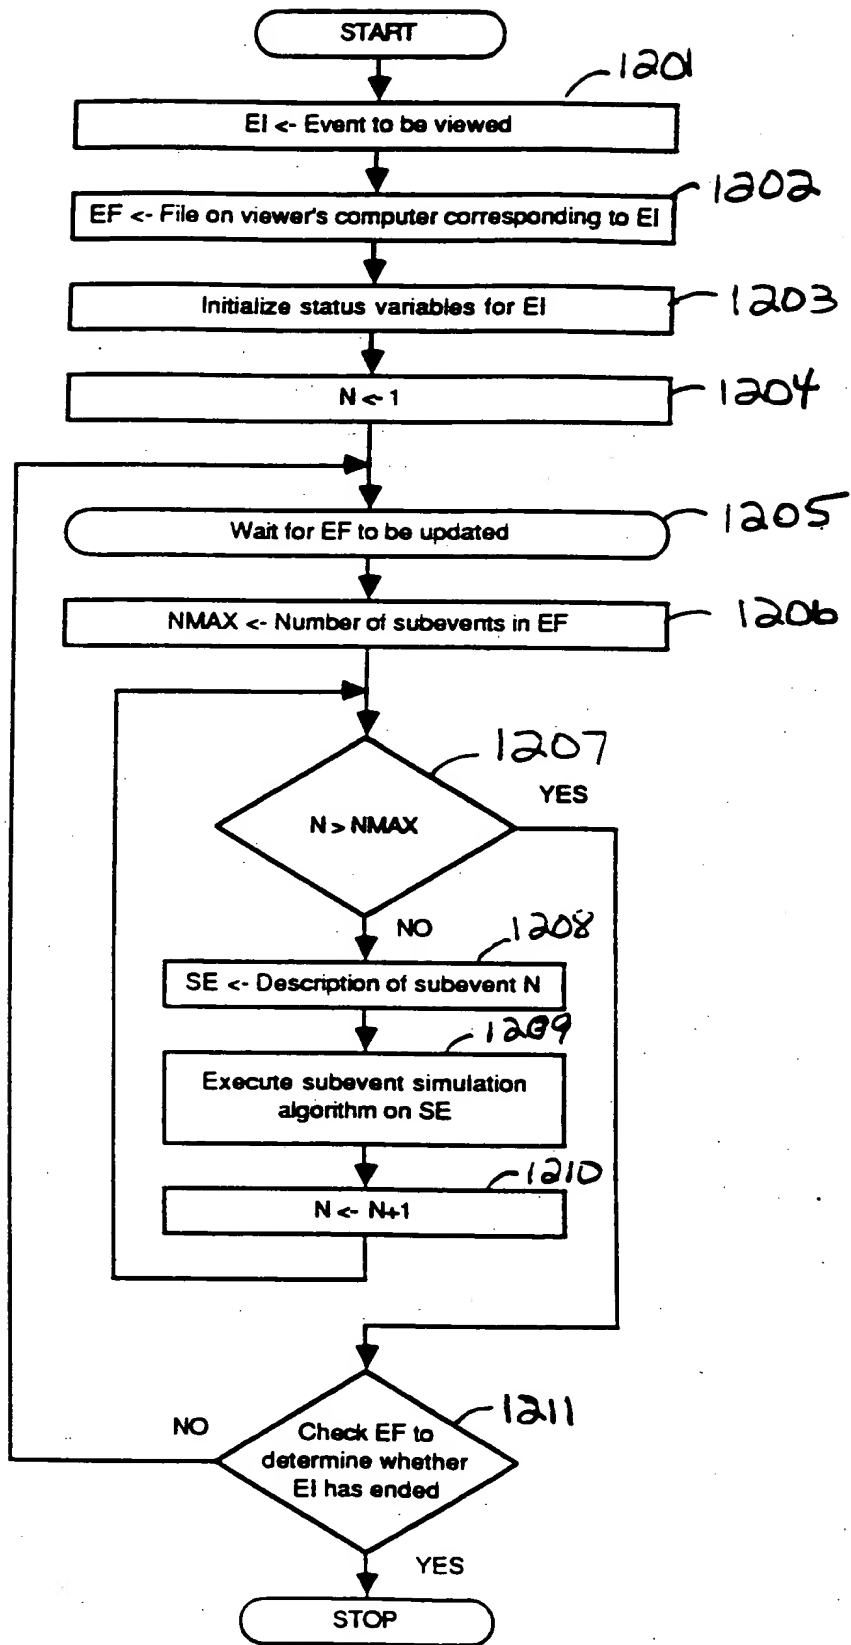 START
1201
EI <- Event to be viewed
1202
EF <- File on viewer's computer corresponding to EI
1203
Initialize status variables for EI
1204
N <- 1
1205
Wait for EF to be updated
1206
NMAX <- Number of subevents in EF
1207
YES
N > NMAX
NO
1208
SE <- Description of subevent N
1209
Execute subevent simulation
algorithm on SE
1210
N <- N+1
1211
NO
Check EF to
determine whether
EI has ended
YES
STOP